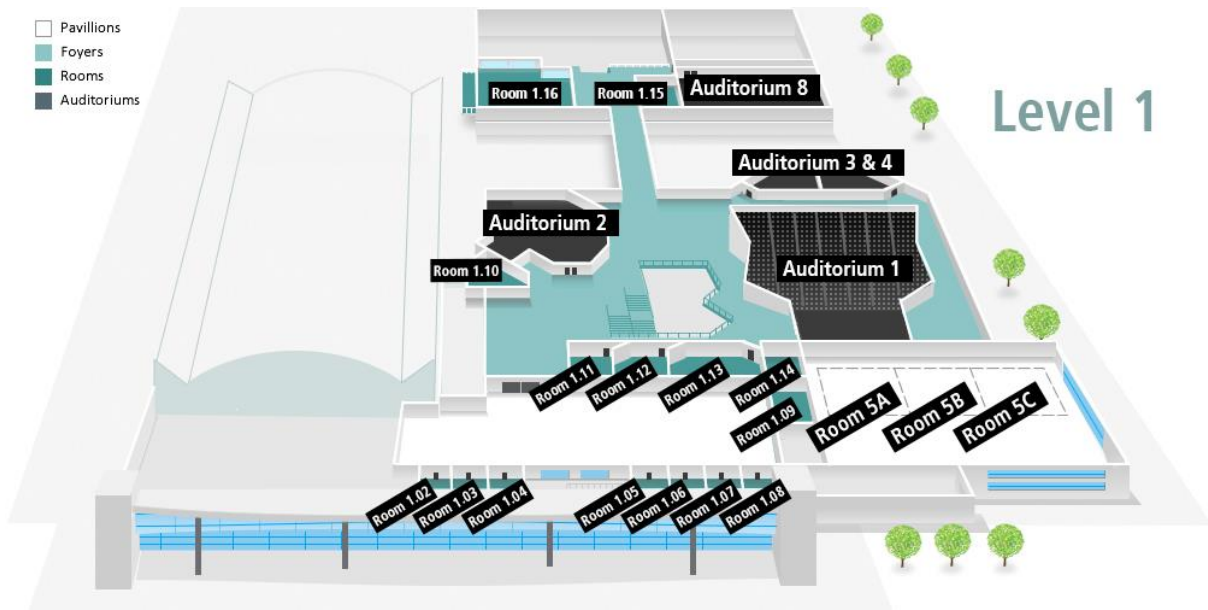 Pavillions
Foyers
Rooms
Auditoriums
Level 1
Room 1.16
Room 1.15
Auditorium 8
Auditorium 3 & 4
Auditorium 2
Room 1.10
Auditorium 1
Room 1.11
Room 1.12
Room 1.13
Room 1.14
Room 1.09
Room 5A
Room 5B
Room 5C
Room 1.02
Room 1.03
Room 1.04
Room 1.05
Room 1.06
Room 1.07
Room 1.08